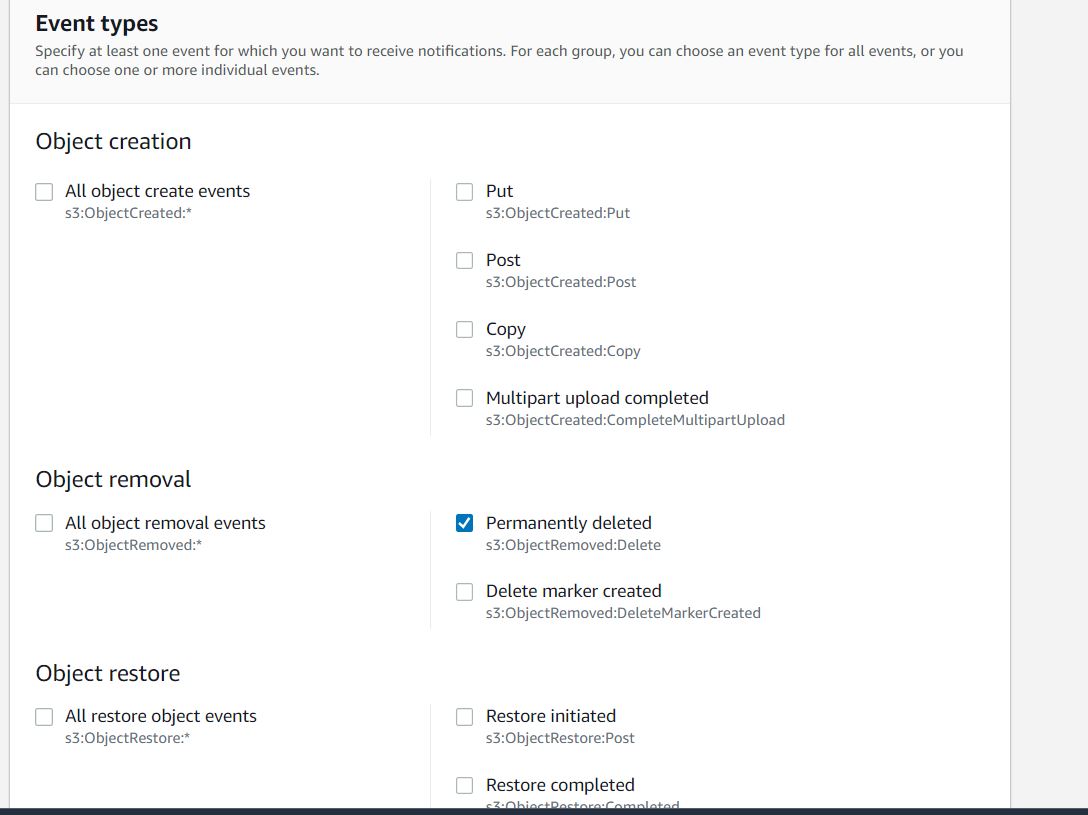 Event types
Specify at least one event for which you want to receive notifications. For each group, you can choose an event type for all events, or you
can choose one or more individual events.
Object creation
All object create events
s3:ObjectCreated:*
Put
s3:ObjectCreated:Put
Post
s3:ObjectCreated:Post
Copy
s3:ObjectCreated:Copy
Multipart upload completed
s3:ObjectCreated:CompleteMultipartUpload
Object removal
All object removal events
s3:ObjectRemoved:*
Permanently deleted
s3:ObjectRemoved:Delete
Delete marker created
s3:ObjectRemoved:DeleteMarkerCreated
Object restore
All restore object events
s3:ObjectRestore:*
Restore initiated
s3:ObjectRestore:Post
Restore completed
s3:ObjectRestore:Completed